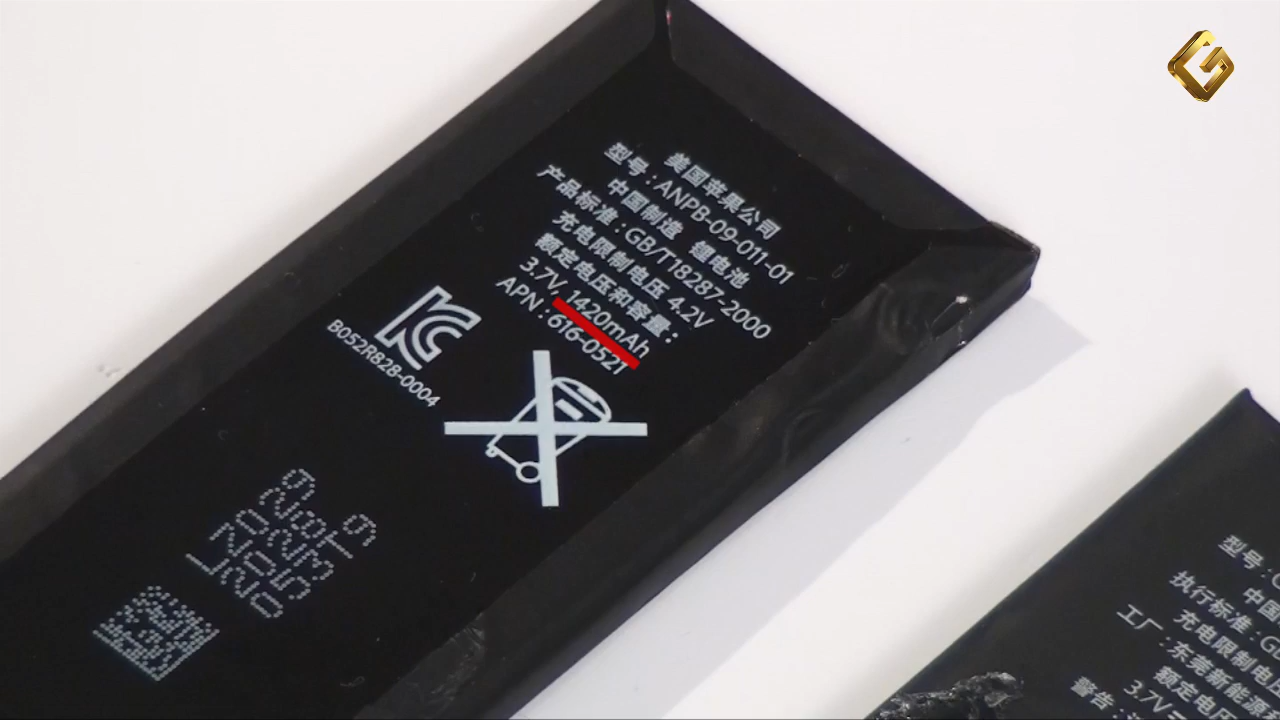 美国苹果公司
型号:ANPB-09-011-01
中国制造 锂电池
产品标准:GB/T18287-2000
充电限制电压 4.2V
额定电压和容量:
3.7V, 1420mAh
APN:616-0521
B052R828-0004
型号:
中国
执行标准:
充电限制电
工厂:东莞新能源
额定电压
3.7V
警告: